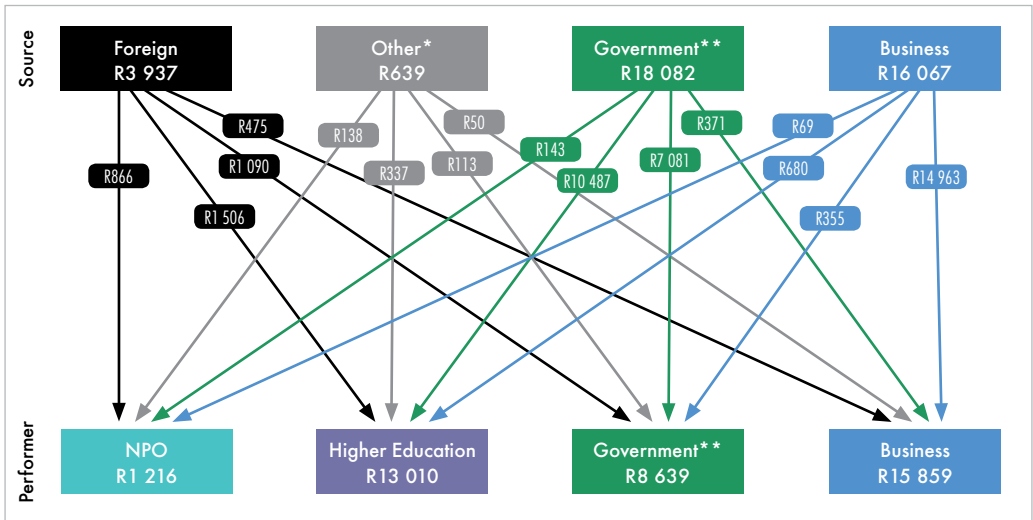 Source
Foreign
R3 937
Other*
R639
Government**
R18 082
Business
R16 067
R475
R138
R50
R143
R371
R69
R866
R1 090
R337
R113
R10 487
R7 081
R680
R14 963
R1 506
R355
Performer
NPO
R1 216
Higher Education
R13 010
Government**
R8 639
Business
R15 859